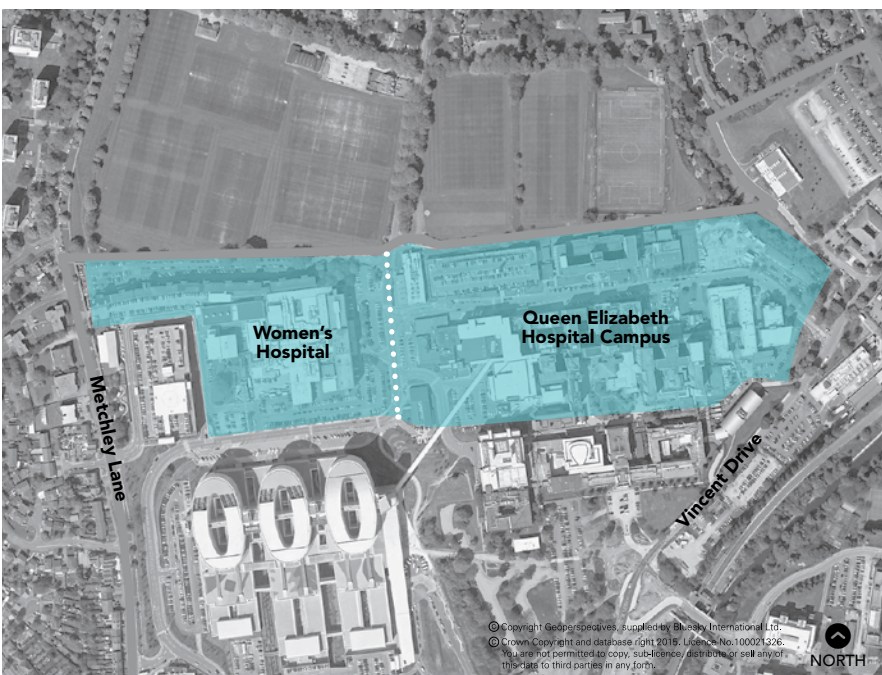 Women's
Hospital
Queen Elizabeth
Hospital Campus
Metchley Lane
Vincent Drive
© Copyright Geoperspectives, supplied by Bluesky International Ltd.
© Crown Copyright and database right 2015. Licence No.100021326.
You are not permitted to copy, sub-licence, distribute or sell any of
this data to third parties in any form.
NORTH